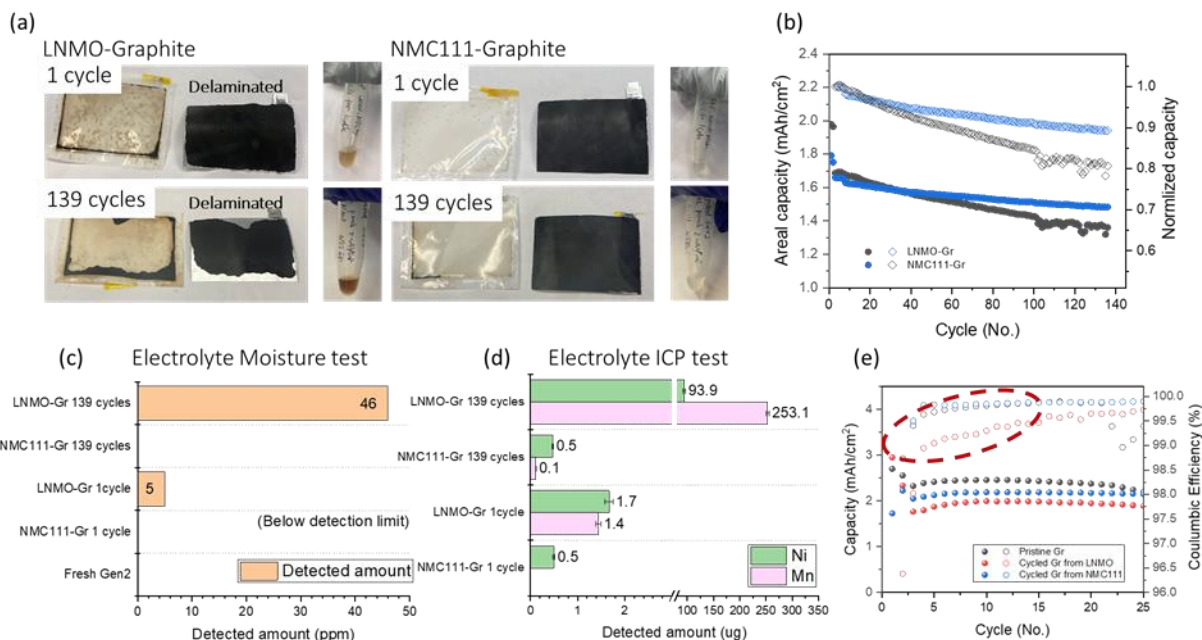 (a)
LNMO-Graphite
1 cycle
Delaminated
139 cycles
Delaminated
NMC111-Graphite
1 cycle
139 cycles
(b)
Areal capacity (mAh/cm²)
2.4
2.2
2.0
1.8
1.6
1.4
1.2
1.0
LNMO-Gr
NMC111-Gr
0 20 40 60 80 100 120 140
Cycle (No.)
1.0
0.9
0.8
0.7
0.6
Normlized capacity
(c) Electrolyte Moisture test
LNMO-Gr 139 cycles
46
NMC111-Gr 139 cycles
LNMO-Gr 1cycle
5
(Below detection limit)
NMC111-Gr 1 cycle
Fresh Gen2
Detected amount
0 10 20 30 40 50
Detected amount (ppm)
(d) Electrolyte ICP test
LNMO-Gr 139 cycles
93.9
253.1
NMC111-Gr 139 cycles
0.5
0.1
LNMO-Gr 1cycle
1.7
1.4
NMC111-Gr 1 cycle
0.5
Ni
Mn
0 1 2 100 150 200 250 300 350
Detected amount (ug)
(e)
Capacity (mAh/cm²)
4
3
2
1
0
Pristine Gr
Cycled Gr from LNMO
Cycled Gr from NMC111
0 5 10 15 20 25
Cycle (No.)
100.0
99.5
99.0
98.5
98.0
97.5
97.0
96.5
96.0
Coulumbic Efficiency (%)